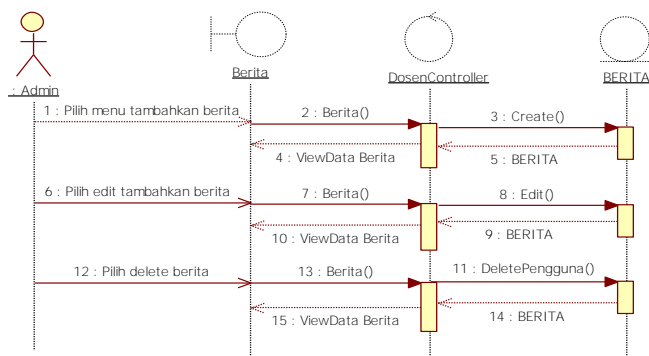 Berita
DosenController
BERITA
: Admin
1 : Pilih menu tambahkan berita
2 : Berita()
3 : Create()
4 : ViewData Berita
5 : BERITA
6 : Pilih edit tambahkan berita
7 : Berita()
8 : Edit()
10 : ViewData Berita
9 : BERITA
12 : Pilih delete berita
13 : Berita()
11 : DeletePengguna()
15 : ViewData Berita
14 : BERITA